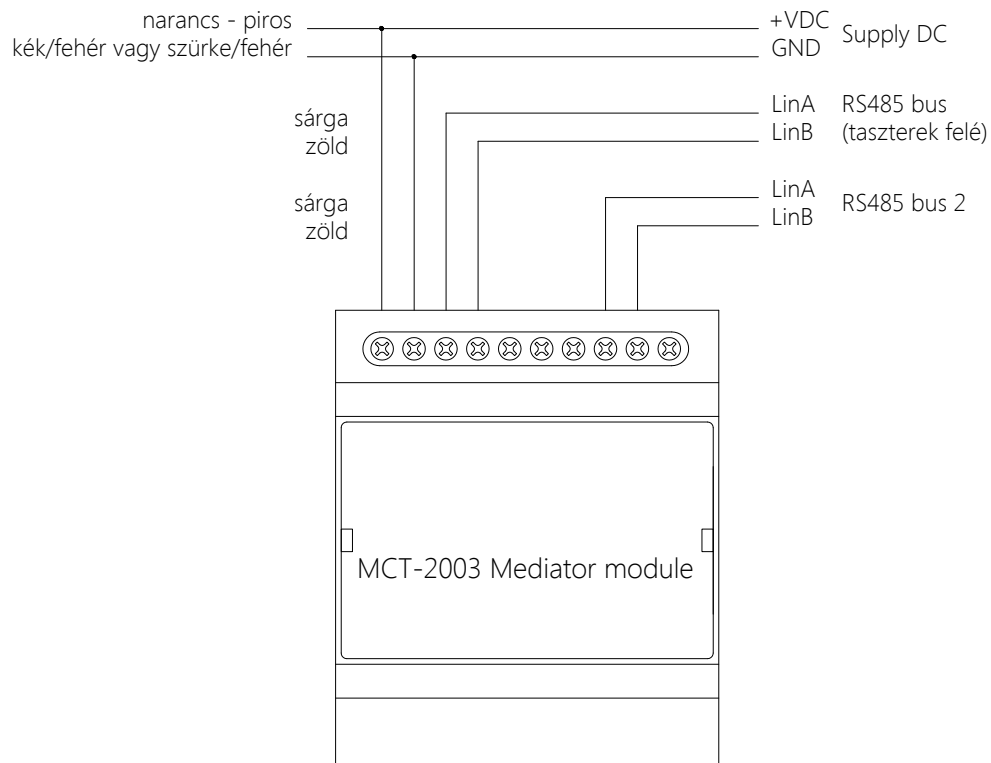 narancs - piros
kék/fehér vagy szürke/fehér
+VDC
GND
Supply DC
sárga
zöld
LinA
LinB
RS485 bus
(taszterek felé)
sárga
zöld
LinA
LinB
RS485 bus 2
MCT-2003 Mediator module